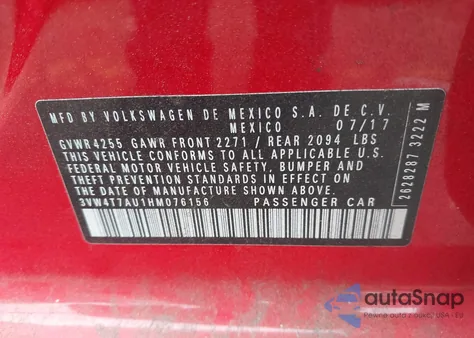 MFD BY VOLKSWAGEN DE MEXICO S.A. DE C.V.
MEXICO 07/17
GVWR4255 GAWR FRONT 2271 / REAR 2094 LBS
THIS VEHICLE CONFORMS TO ALL APPLICABLE
FEDERAL MOTOR VEHICLE SAFETY, BUMPER AND
THEFT PREVENTION STANDARDS IN EFFECT ON
THE DATE OF MANUFACTURE SHOWN ABOVE
3VW4T7AU1HM076156 PASSENGER CAR
2620287 3222 M
autoSnap